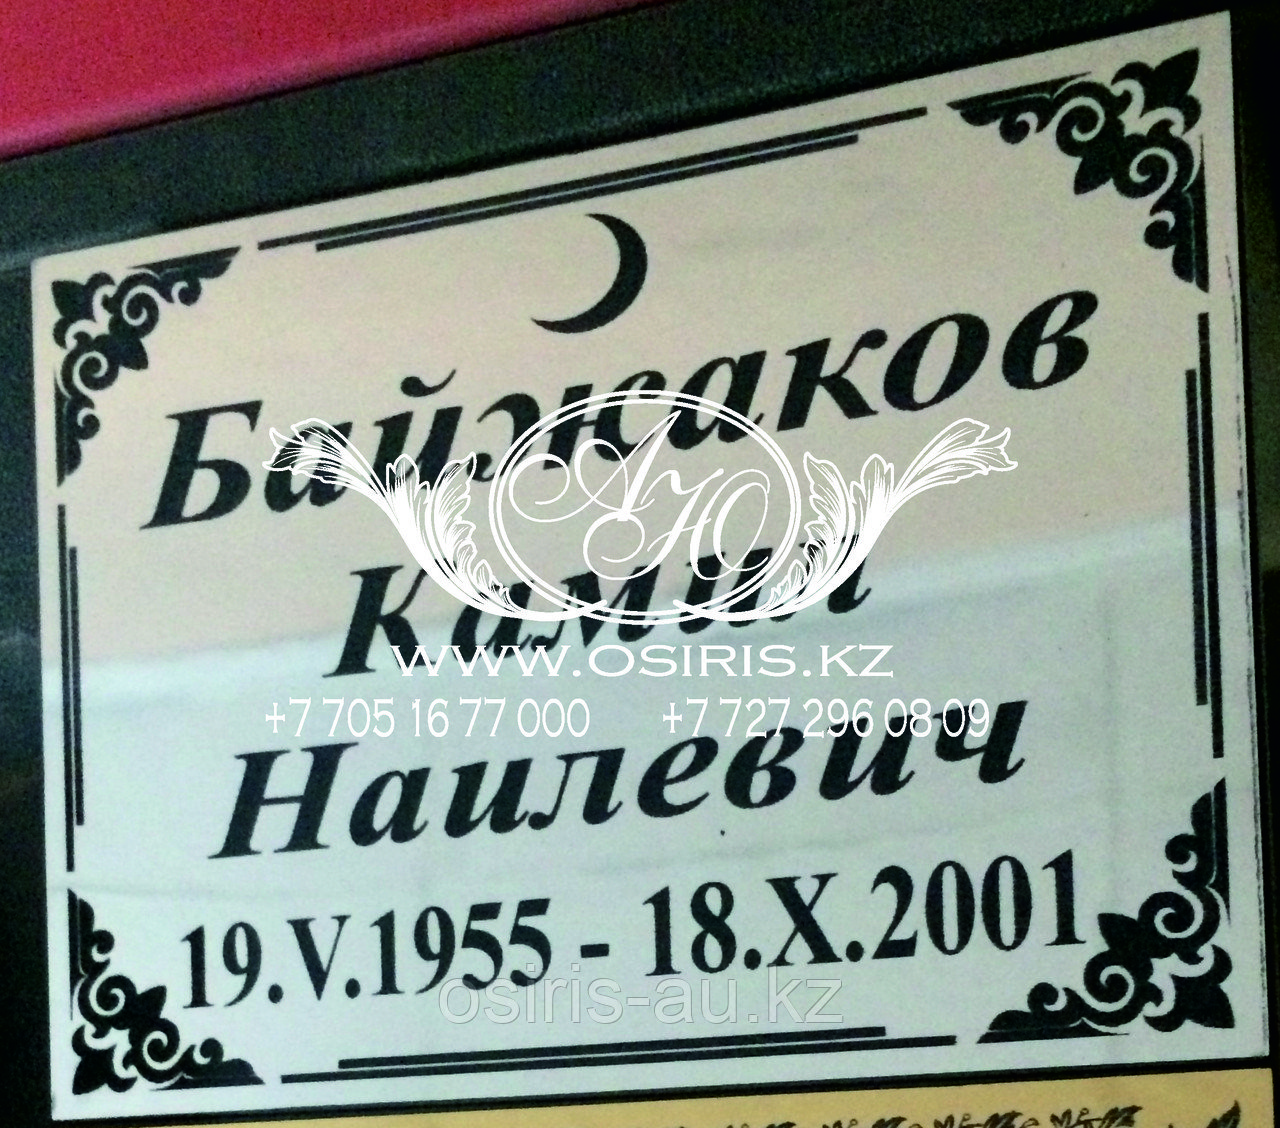 Байжаков
АЮ
Камил
WWW.OSIRIS.KZ
+7 705 16 77 000 +7 727 296 08 09
Наилевич
19.V.1955 - 18.X.2001
osiris-au.kz